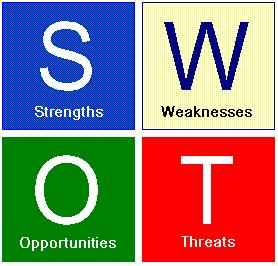 S
Strengths
W
Weaknesses
O
Opportunities
T
Threats